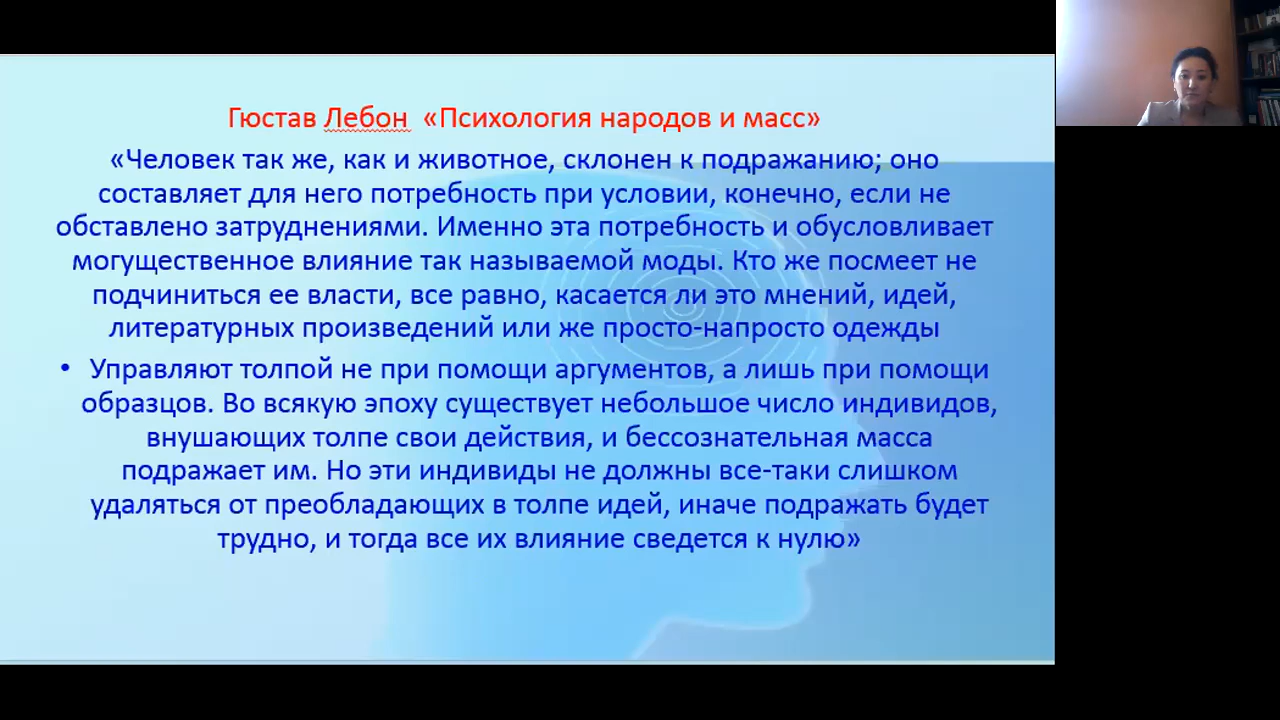 Гюстав Лебон «Психология народов и масс»
«Человек так же, как и животное, склонен к подражанию; оно
составляет для него потребность при условии, конечно, если не
обставлено затруднениями. Именно эта потребность и обусловливает
могущественное влияние так называемой моды. Кто же посмеет не
подчиниться ее власти, все равно, касается ли это мнений, идей,
литературных произведений или же просто-напросто одежды
• Управляют толпой не при помощи аргументов, а лишь при помощи
образцов. Во всякую эпоху существует небольшое число индивидов,
внушающих толпе свои действия, и бессознательная масса
подражает им. Но эти индивиды не должны все-таки слишком
удаляться от преобладающих в толпе идей, иначе подражать будет
трудно, и тогда все их влияние сведется к нулю»